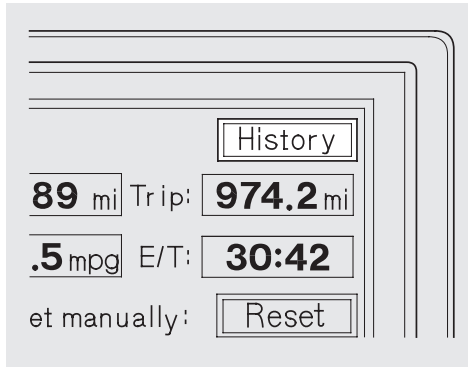 History
89 mi Trip: 974.2 mi
.5 mpg E/T: 30:42
et manually: Reset